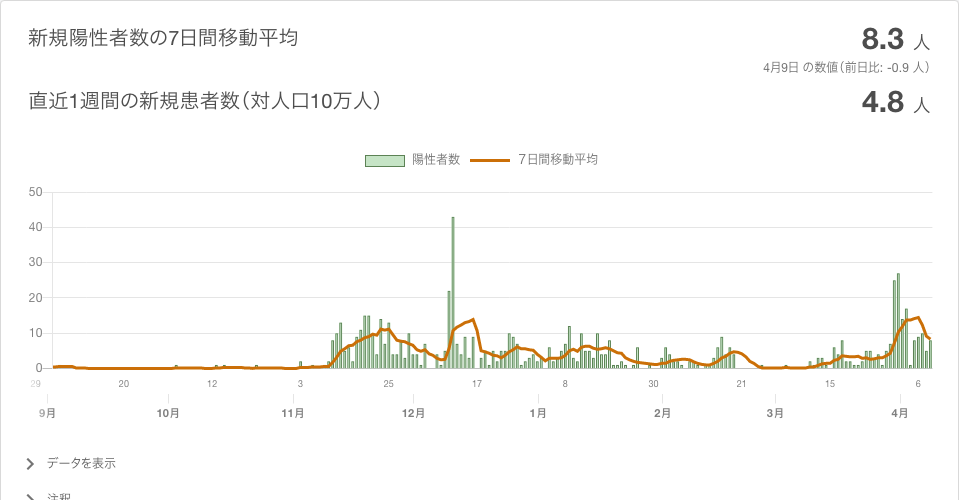 新規陽性者数の7日間移動平均
8.3 人
4月9日 の数値（前日比: -0.9 人）
直近1週間の新規患者数（対人口10万人）
4.8 人
陽性者数 7日間移動平均
50
40
30
20
10
0
29 20 12 3 25 17 8 30 21 15 6
9月 10月 11月 12月 1月 2月 3月 4月
データを表示
注釈